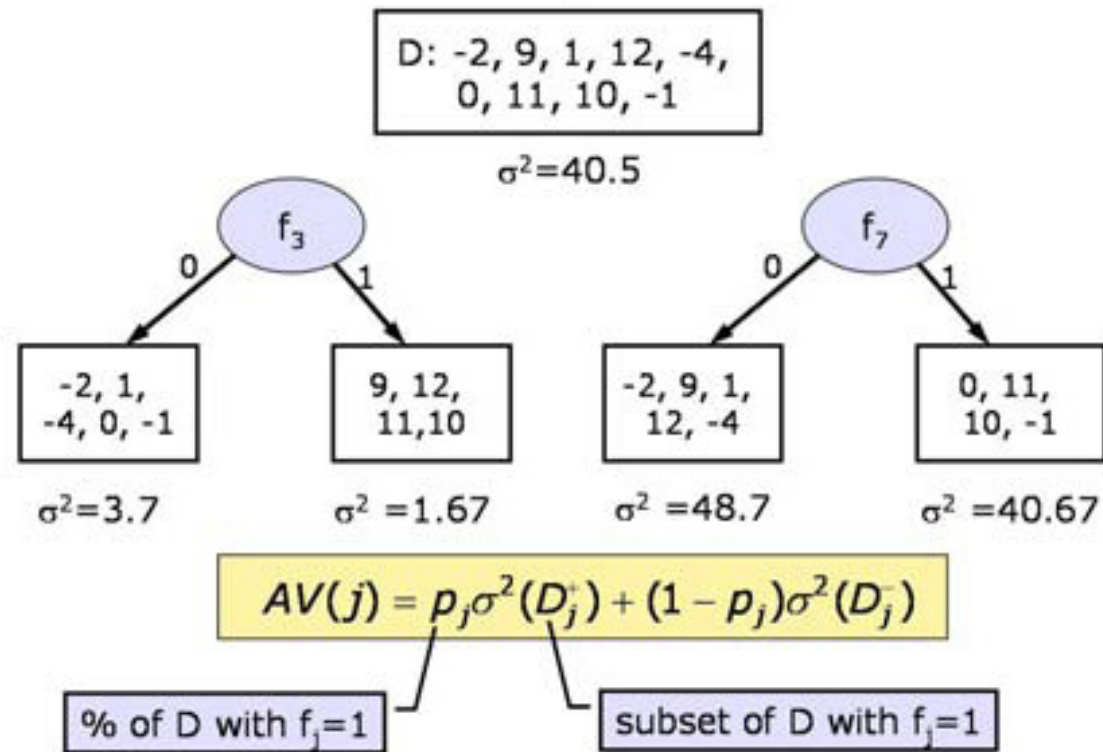 D: -2, 9, 1, 12, -4,
0, 11, 10, -1
σ²=40.5
f₃
f₇
0
1
0
1
-2, 1,
-4, 0, -1
9, 12,
11,10
-2, 9, 1,
12, -4
0, 11,
10, -1
σ²=3.7
σ² =1.67
σ² =48.7
σ² =40.67
AV(j) = pⱼσ²(Dⱼ⁺) + (1 - pⱼ)σ²(Dⱼ⁻)
% of D with fⱼ=1
subset of D with fⱼ=1